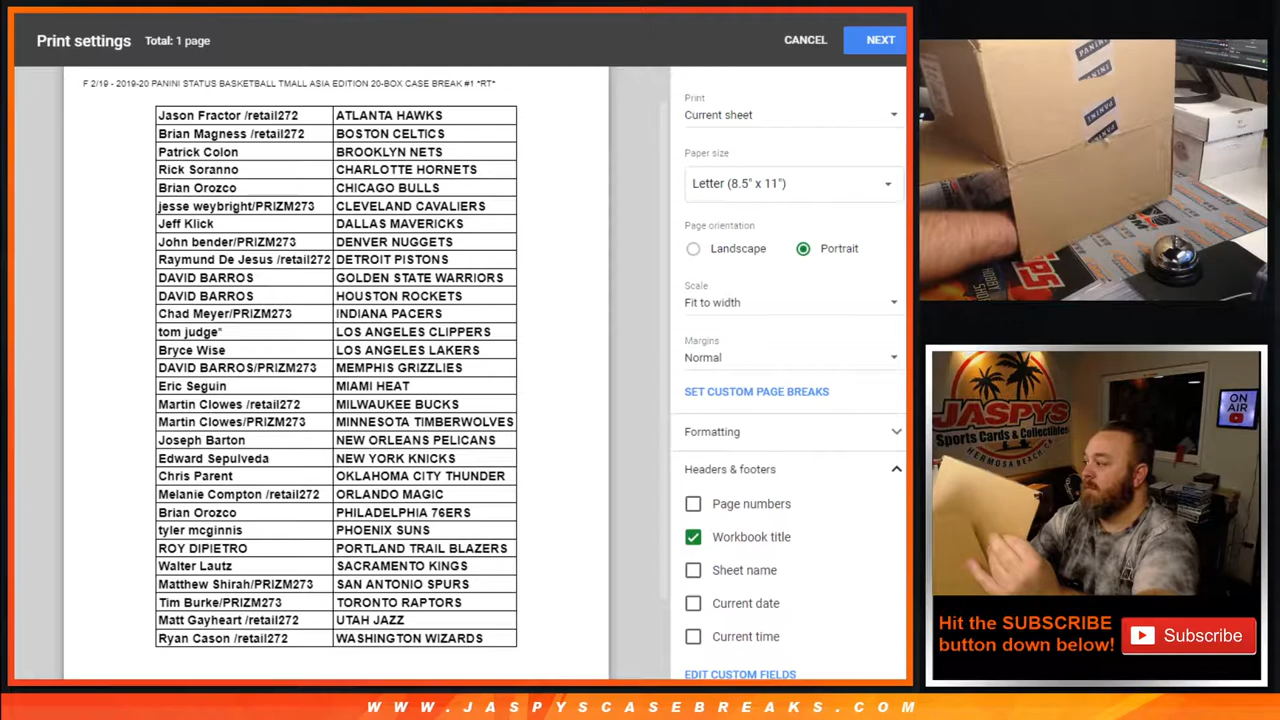 Print settings Total: 1 page CANCEL NEXT
F 2/19 - 2019-20 PANINI STATUS BASKETBALL TMALL ASIA EDITION 20-BOX CASE BREAK #1 *RT*
Jason Fractor /retail272 ATLANTA HAWKS
Brian Magness /retail272 BOSTON CELTICS
Patrick Colon BROOKLYN NETS
Rick Soranno CHARLOTTE HORNETS
Brian Orozco CHICAGO BULLS
jesse weybright/PRIZM273 CLEVELAND CAVALIERS
Jeff Klick DALLAS MAVERICKS
John bender/PRIZM273 DENVER NUGGETS
Raymund De Jesus /retail272 DETROIT PISTONS
DAVID BARROS GOLDEN STATE WARRIORS
DAVID BARROS HOUSTON ROCKETS
Chad Meyer/PRIZM273 INDIANA PACERS
tom judge* LOS ANGELES CLIPPERS
Bryce Wise LOS ANGELES LAKERS
DAVID BARROS/PRIZM273 MEMPHIS GRIZZLIES
Eric Seguin MIAMI HEAT
Martin Clowes /retail272 MILWAUKEE BUCKS
Martin Clowes/PRIZM273 MINNESOTA TIMBERWOLVES
Joseph Barton NEW ORLEANS PELICANS
Edward Sepulveda NEW YORK KNICKS
Chris Parent OKLAHOMA CITY THUNDER
Melanie Compton /retail272 ORLANDO MAGIC
Brian Orozco PHILADELPHIA 76ERS
tyler mcginnis PHOENIX SUNS
ROY DIPIETRO PORTLAND TRAIL BLAZERS
Walter Lautz SACRAMENTO KINGS
Matthew Shirah/PRIZM273 SAN ANTONIO SPURS
Tim Burke/PRIZM273 TORONTO RAPTORS
Matt Gayheart /retail272 UTAH JAZZ
Ryan Cason /retail272 WASHINGTON WIZARDS
Print
Current sheet
Paper size
Letter (8.5" x 11")
Page orientation
Landscape Portrait
Scale
Fit to width
Margins
Normal
SET CUSTOM PAGE BREAKS
Formatting
Headers & footers
Page numbers
Workbook title
Sheet name
Current date
Current time
EDIT CUSTOM FIELDS
PANINI
PANINI
PANINI
PANINI
HOBBY
JASPYS
Sports Cards & Collectibles
HERMOSA BEACH, CA
ON
AIR
Hit the SUBSCRIBE
button down below!
Subscribe
WWW.JASPYSCASEBREAKS.COM